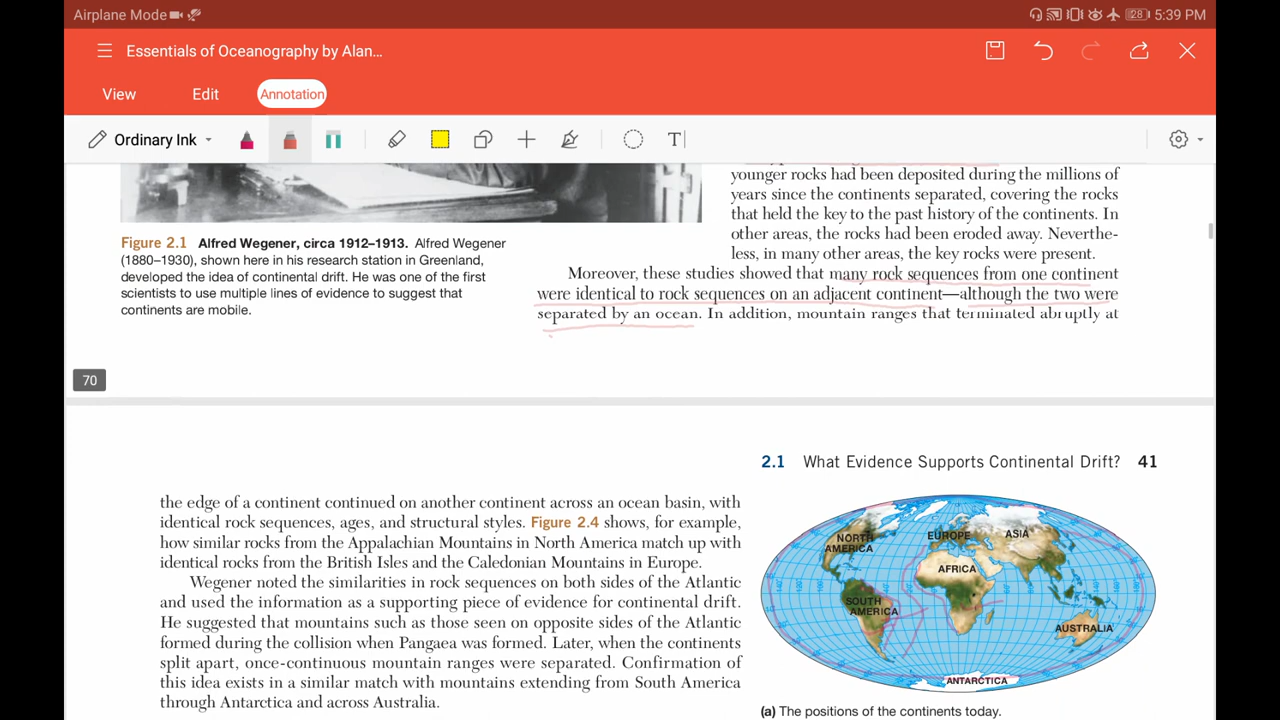 Airplane Mode
28 5:39 PM
Essentials of Oceanography by Alan...
View Edit Annotation
Ordinary Ink
T
younger rocks had been deposited during the millions of
years since the continents separated, covering the rocks
that held the key to the past history of the continents. In
other areas, the rocks had been eroded away. Neverthe-
less, in many other areas, the key rocks were present.
Figure 2.1 Alfred Wegener, circa 1912–1913. Alfred Wegener
(1880–1930), shown here in his research station in Greenland,
developed the idea of continental drift. He was one of the first
scientists to use multiple lines of evidence to suggest that
continents are mobile.
Moreover, these studies showed that many rock sequences from one continent
were identical to rock sequences on an adjacent continent—although the two were
separated by an ocean. In addition, mountain ranges that terminated abruptly at
70
2.1 What Evidence Supports Continental Drift? 41
the edge of a continent continued on another continent across an ocean basin, with
identical rock sequences, ages, and structural styles. Figure 2.4 shows, for example,
how similar rocks from the Appalachian Mountains in North America match up with
identical rocks from the British Isles and the Caledonian Mountains in Europe.
Wegener noted the similarities in rock sequences on both sides of the Atlantic
and used the information as a supporting piece of evidence for continental drift.
He suggested that mountains such as those seen on opposite sides of the Atlantic
formed during the collision when Pangaea was formed. Later, when the continents
split apart, once-continuous mountain ranges were separated. Confirmation of
this idea exists in a similar match with mountains extending from South America
through Antarctica and across Australia.
NORTH
AMERICA
EUROPE
ASIA
AFRICA
SOUTH
AMERICA
AUSTRALIA
ANTARCTICA
(a) The positions of the continents today.